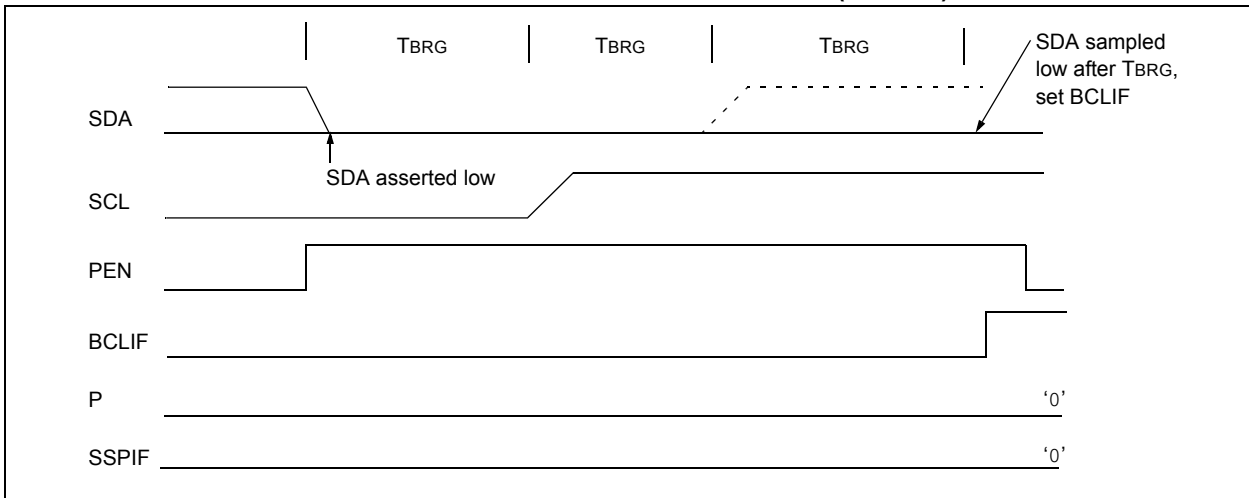 TBRG TBRG TBRG
SDA sampled
low after TBRG,
set BCLIF
SDA
SDA asserted low
SCL
PEN
BCLIF
P
‘0’
SSPIF
‘0’